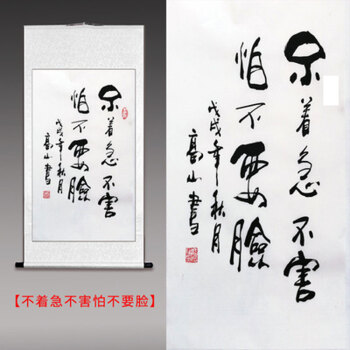 不着急不害
怕不要臉
戊戌年秋月
高山書
【不着急不害怕不要脸】
不着急不害
怕不要臉
戊戌年秋月
高山書